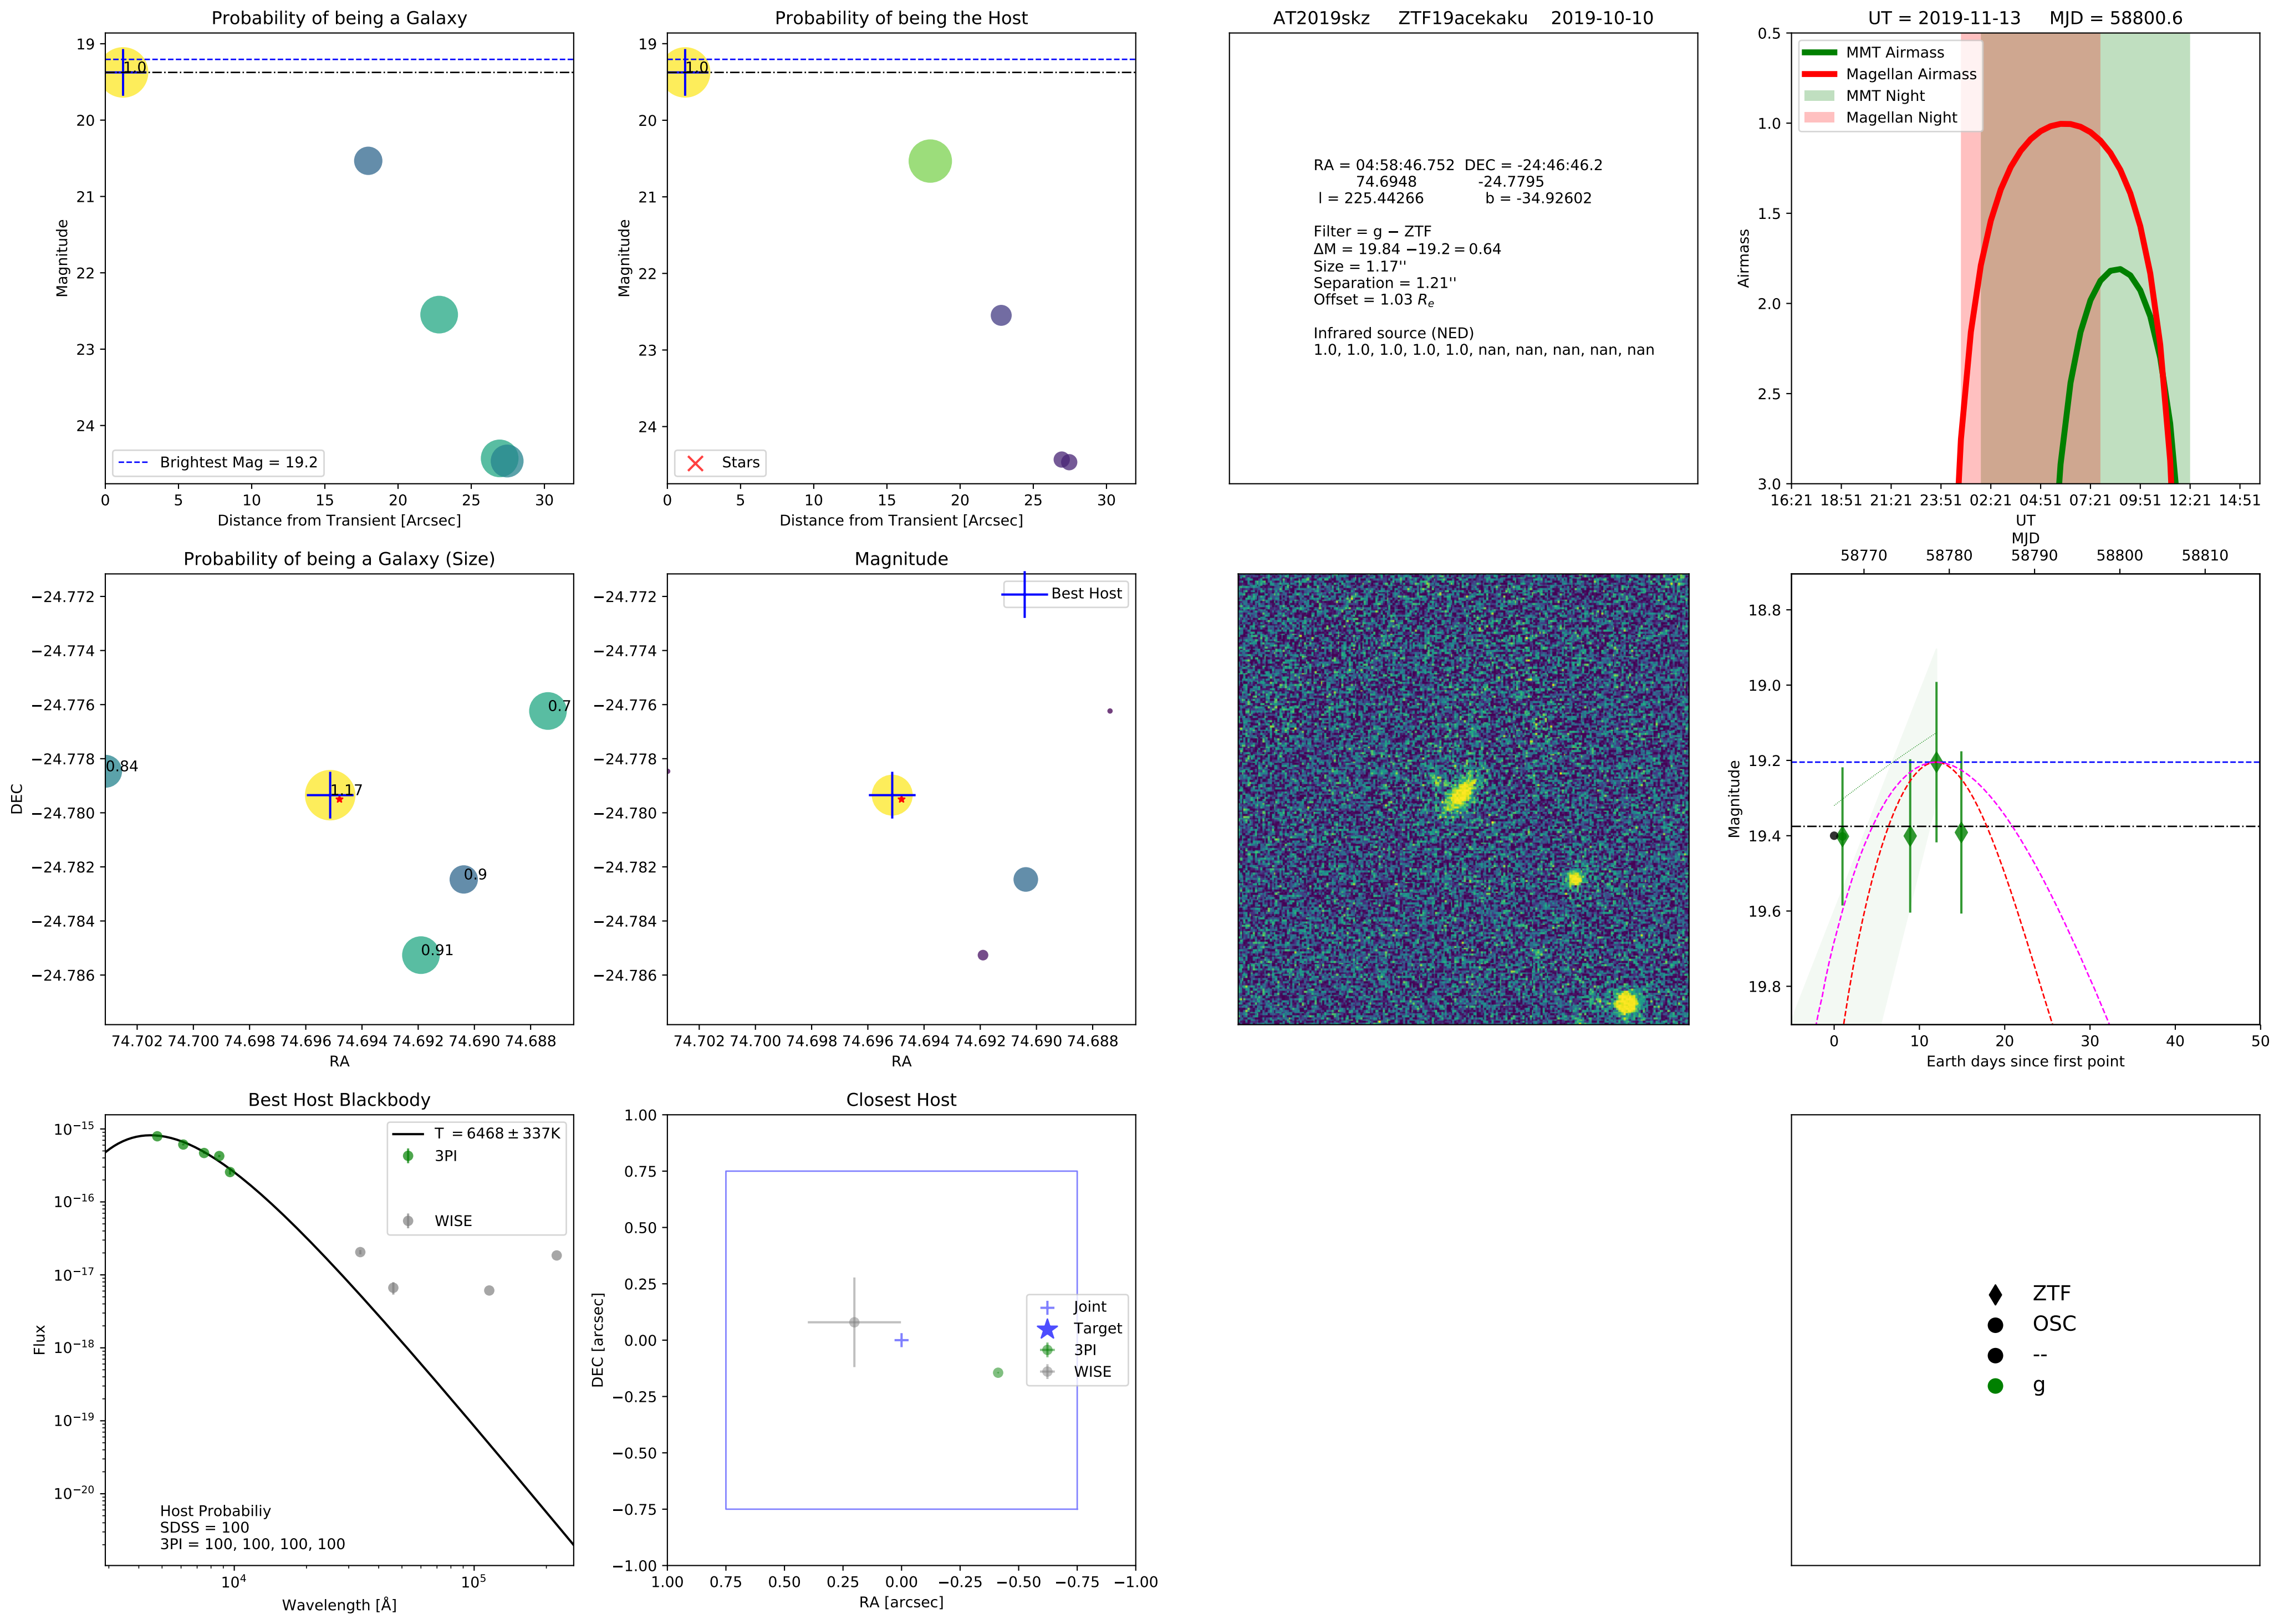 Probability of being a Galaxy
19
20
21
22
23
24
Magnitude
1.0
Brightest Mag = 19.2
0 5 10 15 20 25 30
Distance from Transient [Arcsec]
Probability of being the Host
19
20
21
22
23
24
Magnitude
1.0
Stars
0 5 10 15 20 25 30
Distance from Transient [Arcsec]
AT2019skz ZTF19acekaku 2019-10-10
RA = 04:58:46.752 DEC = -24:46:46.2
74.6948 -24.7795
l = 225.44266 b = -34.92602
Filter = g − ZTF
ΔM = 19.84 −19.2 = 0.64
Size = 1.17''
Separation = 1.21''
Offset = 1.03 Re
Infrared source (NED)
1.0, 1.0, 1.0, 1.0, 1.0, nan, nan, nan, nan, nan
UT = 2019-11-13 MJD = 58800.6
MMT Airmass
Magellan Airmass
MMT Night
Magellan Night
0.5
1.0
1.5
2.0
2.5
3.0
Airmass
16:21 18:51 21:21 23:51 02:21 04:51 07:21 09:51 12:21 14:51
UT
Probability of being a Galaxy (Size)
−24.772
−24.774
−24.776
−24.778
−24.780
−24.782
−24.784
−24.786
DEC
0.7
0.84
1.17
0.9
0.91
74.702 74.700 74.698 74.696 74.694 74.692 74.690 74.688
RA
Magnitude
Best Host
−24.772
−24.774
−24.776
−24.778
−24.780
−24.782
−24.784
−24.786
74.702 74.700 74.698 74.696 74.694 74.692 74.690 74.688
RA
MJD
58770 58780 58790 58800 58810
18.8
19.0
19.2
19.4
19.6
19.8
Magnitude
0 10 20 30 40 50
Earth days since first point
Best Host Blackbody
T = 6468 ± 337K
3PI
WISE
10−15
10−16
10−17
10−18
10−19
10−20
Flux
Host Probabiliy
SDSS = 100
3PI = 100, 100, 100, 100
104 105
Wavelength [Å]
Closest Host
1.00
0.75
0.50
0.25
0.00
−0.25
−0.50
−0.75
−1.00
DEC [arcsec]
Joint
Target
3PI
WISE
1.00 0.75 0.50 0.25 0.00 −0.25 −0.50 −0.75 −1.00
RA [arcsec]
ZTF
OSC
--
g